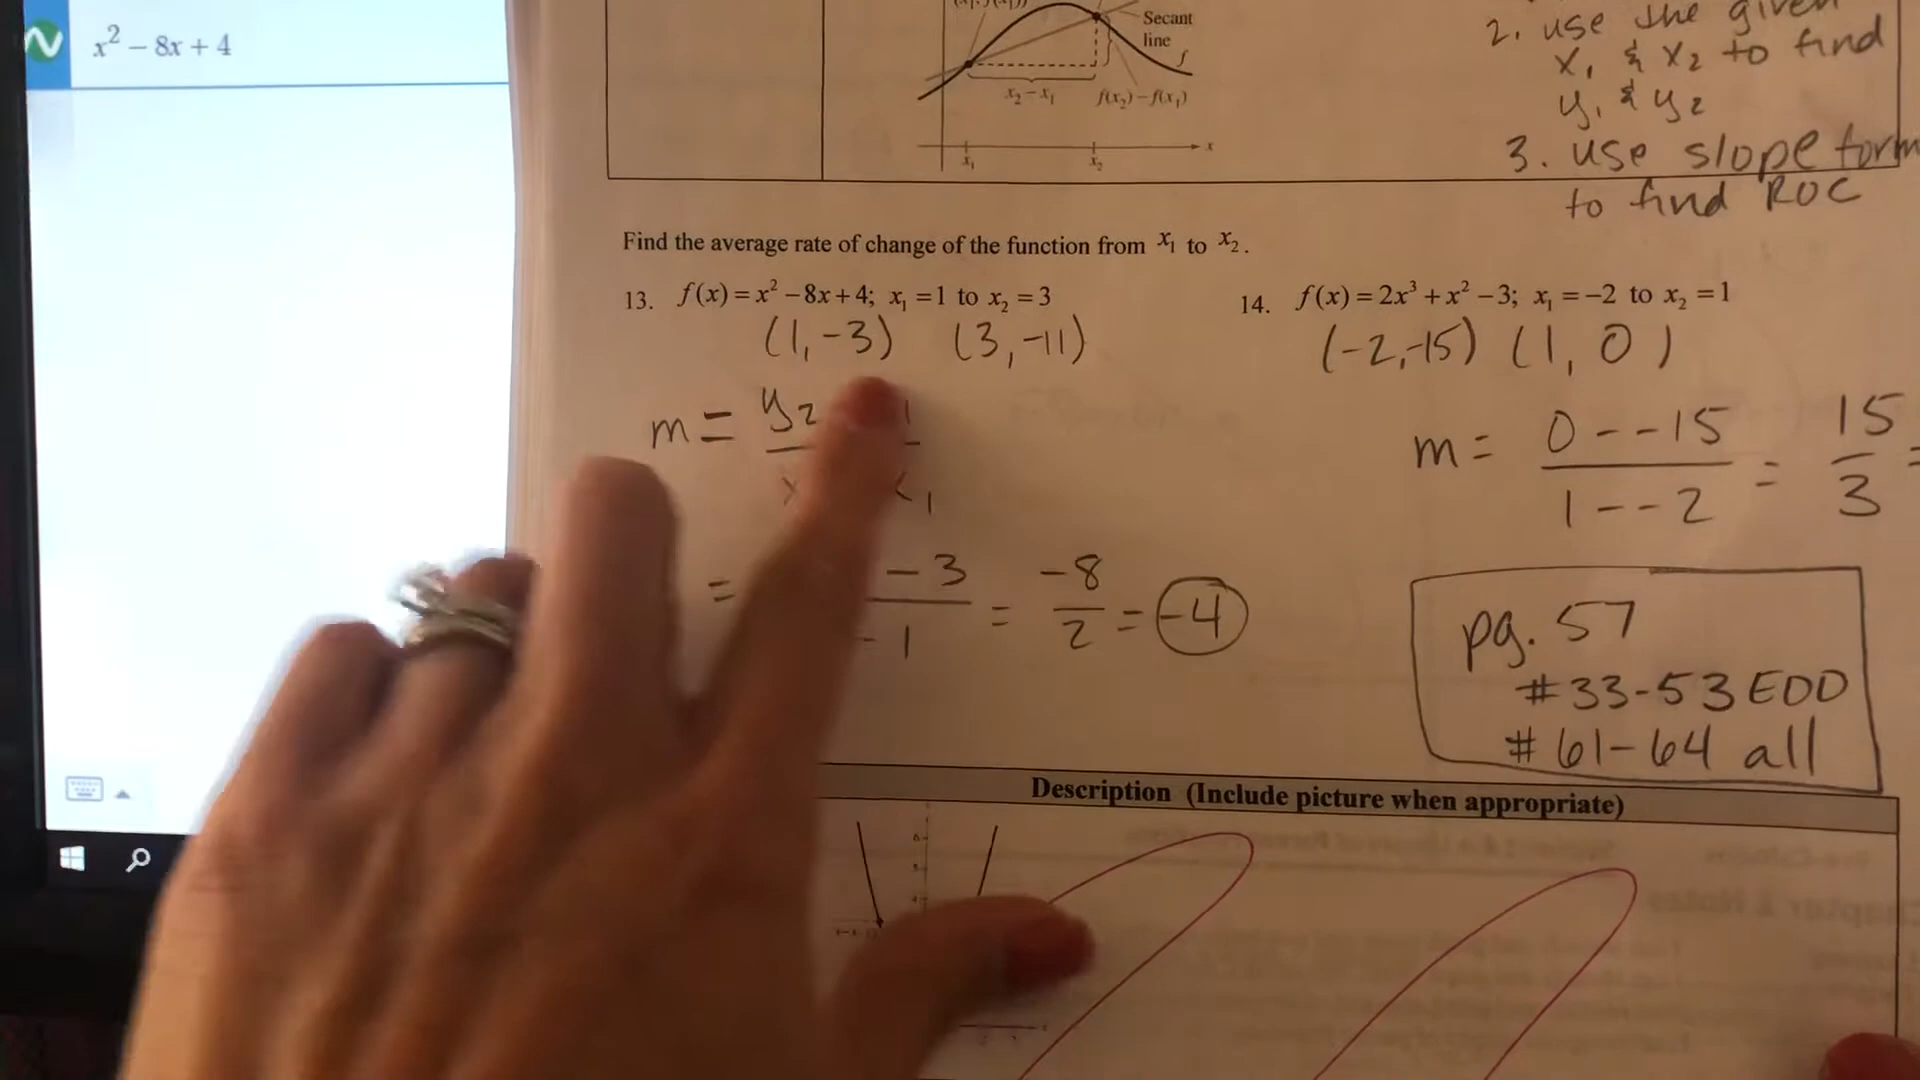 x² – 8x + 4
Secant
line
f
x₂ – x₁
f(x₂) – f(x₁)
x
x₁
x₂
2. use the given
x₁ & x₂ to find
y₁ & y₂
3. use slope form
to find ROC
Find the average rate of change of the function from x₁ to x₂.
13. f(x) = x² – 8x + 4; x₁ = 1 to x₂ = 3
(1, -3) (3, -11)
m = y₂
1
= - 3 = -8/2 = -4
- 1
14. f(x) = 2x³ + x² – 3; x₁ = –2 to x₂ = 1
(-2, -15) (1, 0)
m = 0 - -15 / 1 - -2 = 15/3 =
pg. 57
#33-53 EOD
#61-64 all
Description (Include picture when appropriate)